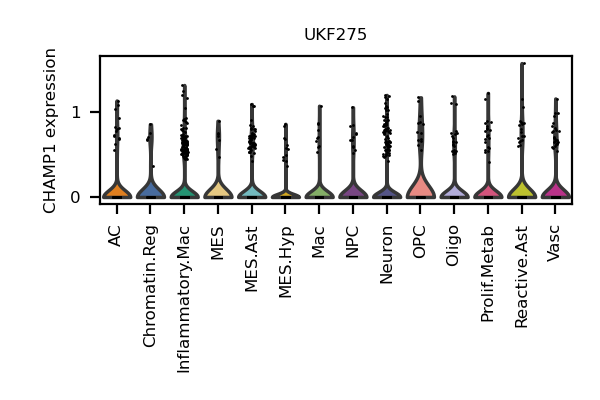 UKF275
CHAMP1 expression
1
0
AC
Chromatin.Reg
Inflammatory.Mac
MES
MES.Ast
MES.Hyp
Mac
NPC
Neuron
OPC
Oligo
Prolif.Metab
Reactive.Ast
Vasc